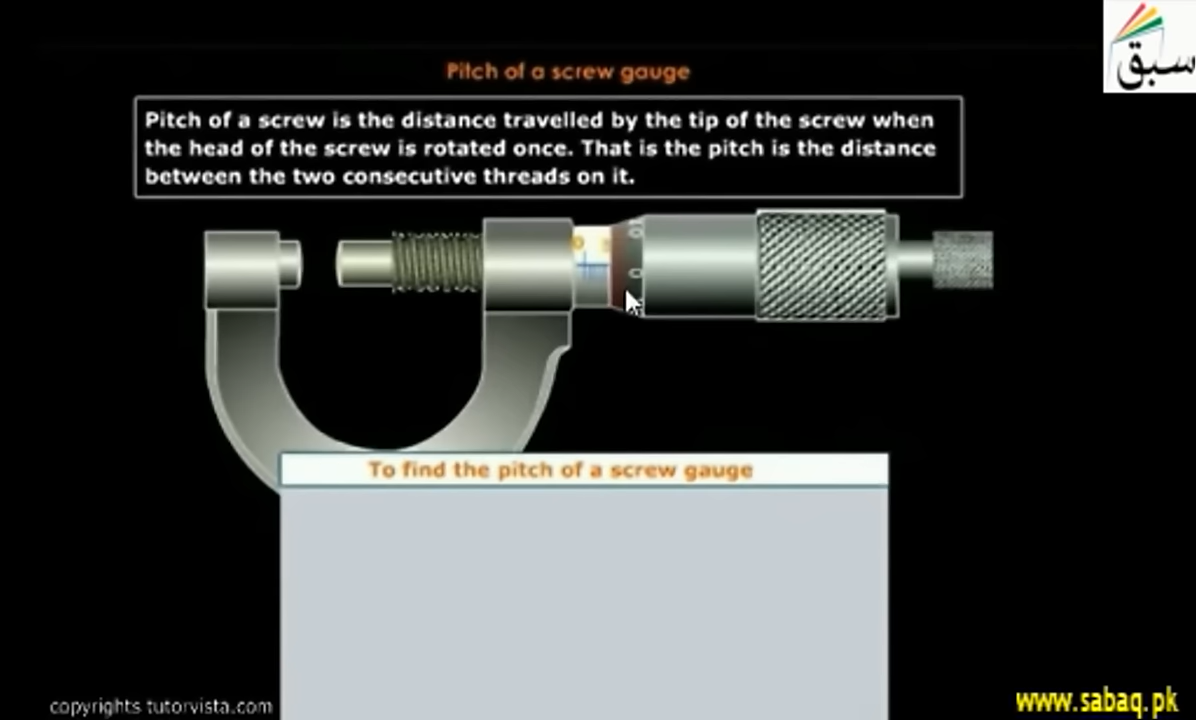 سبق
Pitch of a screw gauge
Pitch of a screw is the distance travelled by the tip of the screw when
the head of the screw is rotated once. That is the pitch is the distance
between the two consecutive threads on it.
0
0
To find the pitch of a screw gauge
copyrights tutorvista.com
www.sabaq.pk